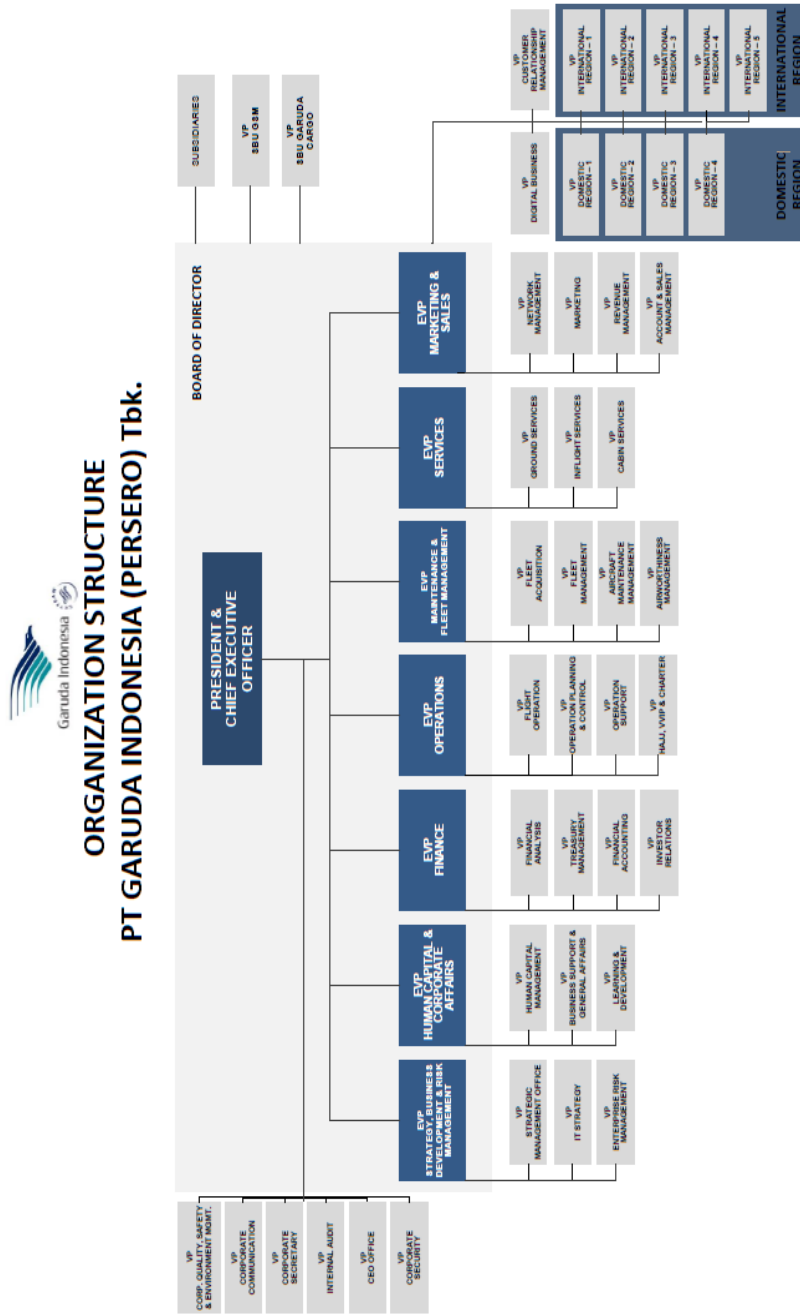 Garuda Indonesia
ORGANIZATION STRUCTURE
PT GARUDA INDONESIA (PERSERO) Tbk.
BOARD OF DIRECTOR
PRESIDENT &
CHIEF EXECUTIVE
OFFICER
SUBSIDIARIES
VP
SBU GSM
VP
SBU GARUDA
CARGO
VP
CORP. QUALITY, SAFETY
& ENVIRONMENT MGMT.
VP
CORPORATE
COMMUNICATION
VP
CORPORATE
SECRETARY
VP
INTERNAL AUDIT
VP
CEO OFFICE
VP
CORPORATE
SECURITY
EVP
STRATEGY, BUSINESS
DEVELOPMENT & RISK
MANAGEMENT
VP
STRATEGIC
MANAGEMENT OFFICE
VP
IT STRATEGY
VP
ENTERPRISE RISK
MANAGEMENT
EVP
HUMAN CAPITAL &
CORPORATE
AFFAIRS
VP
HUMAN CAPITAL
MANAGEMENT
VP
BUSINESS SUPPORT &
GENERAL AFFAIRS
VP
LEARNING &
DEVELOPMENT
EVP
FINANCE
VP
FINANCIAL
ANALYSIS
VP
TREASURY
MANAGEMENT
VP
FINANCIAL
ACCOUNTING
VP
INVESTOR
RELATIONS
EVP
OPERATIONS
VP
FLIGHT
OPERATION
VP
OPERATION PLANNING
& CONTROL
VP
OPERATION
SUPPORT
VP
HAJJ, VVIP & CHARTER
EVP
MAINTENANCE &
FLEET MANAGEMENT
VP
FLEET
ACQUISITION
VP
FLEET
MANAGEMENT
VP
AIRCRAFT
MAINTENANCE
MANAGEMENT
VP
AIRWORTHINESS
MANAGEMENT
EVP
SERVICES
VP
GROUND SERVICES
VP
INFLIGHT SERVICES
VP
CABIN SERVICES
EVP
MARKETING &
SALES
VP
NETWORK
MANAGEMENT
VP
MARKETING
VP
REVENUE
MANAGEMENT
VP
ACCOUNT & SALES
MANAGEMENT
VP
DIGITAL BUSINESS
VP
CUSTOMER
RELATIONSHIP
MANAGEMENT
VP
DOMESTIC
REGION – 1
VP
DOMESTIC
REGION – 2
VP
DOMESTIC
REGION – 3
VP
DOMESTIC
REGION – 4
DOMESTIC
REGION
VP
INTERNATIONAL
REGION – 1
VP
INTERNATIONAL
REGION – 2
VP
INTERNATIONAL
REGION – 3
VP
INTERNATIONAL
REGION – 4
VP
INTERNATIONAL
REGION – 5
INTERNATIONAL
REGION